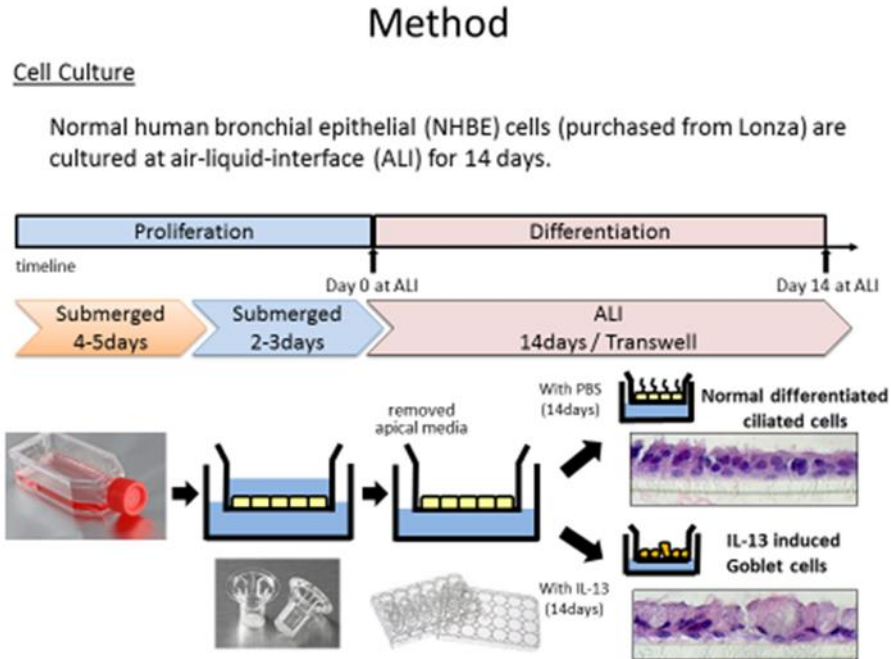 Method
Cell Culture
Normal human bronchial epithelial (NHBE) cells (purchased from Lonza) are
cultured at air-liquid-interface (ALI) for 14 days.
Proliferation
Differentiation
timeline
Day 0 at ALI
Day 14 at ALI
Submerged
4-5days
Submerged
2-3days
ALI
14days / Transwell
removed
apical media
With PBS
(14days)
Normal differentiated
ciliated cells
With IL-13
(14days)
IL-13 induced
Goblet cells